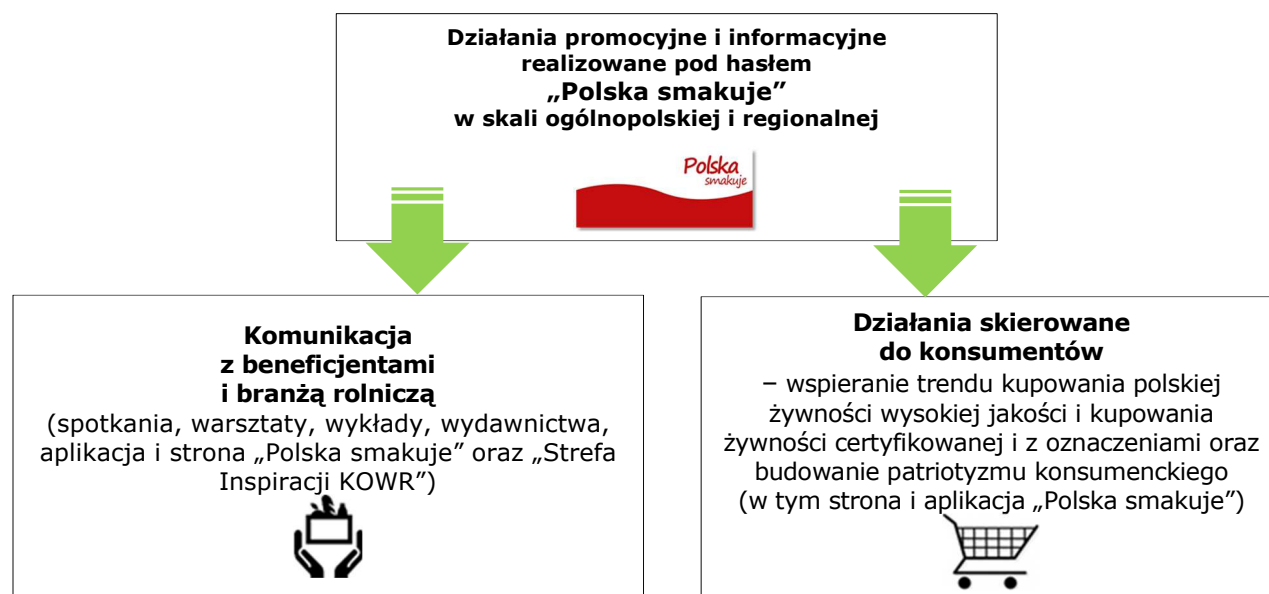 Działania promocyjne i informacyjne
realizowane pod hasłem
„Polska smakuje”
w skali ogólnopolskiej i regionalnej
Polska
smakuje
Komunikacja
z beneficjentami
i branżą rolniczą
(spotkania, warsztaty, wykłady, wydawnictwa,
aplikacja i strona „Polska smakuje” oraz „Strefa
Inspiracji KOWR”)
Działania skierowane
do konsumentów
– wspieranie trendu kupowania polskiej
żywności wysokiej jakości i kupowania
żywności certyfikowanej i z oznaczeniami oraz
budowanie patriotyzmu konsumenckiego
(w tym strona i aplikacja „Polska smakuje”)